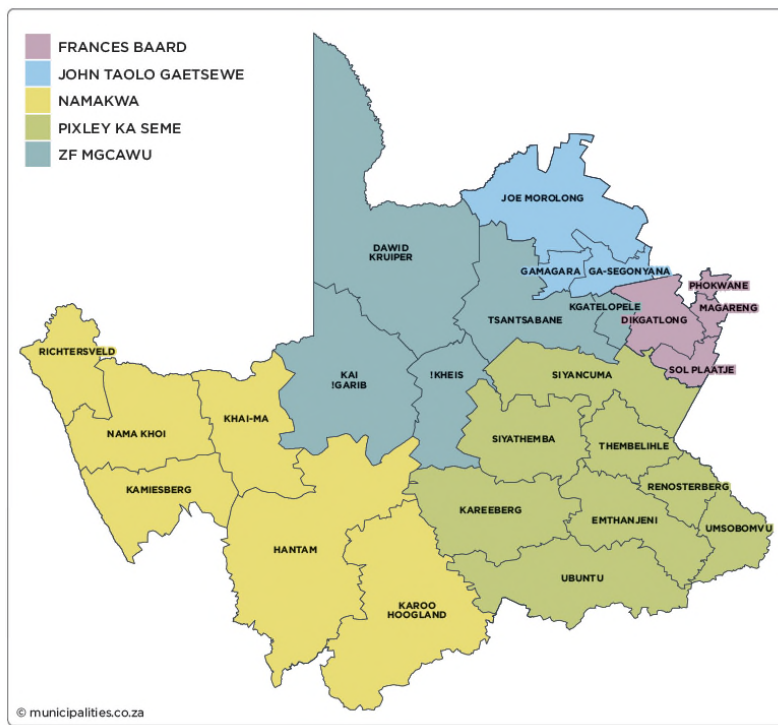 FRANCES BAARD
JOHN TAOLO GAETSEWE
NAMAKWA
PIXLEY KA SEME
ZF MGCAWU
JOE MOROLONG
DAWID
KRUIPER
GAMAGARA
GA-SEGONYANA
PHOKWANE
KGATELOPELE
MAGARENG
TSANTSABANE
DIKGATLONG
RICHTERSVELD
SOL PLAATJE
KAI
!GARIB
!KHEIS
SIYANCUMA
KHAI-MA
NAMA KHOI
SIYATHEMBA
THEMBELIHLE
KAMIESBERG
RENOSTERBERG
KAREEBERG
EMTHANJENI
UMSOBOMVU
HANTAM
UBUNTU
KAROO
HOOGLAND
© municipalities.co.za